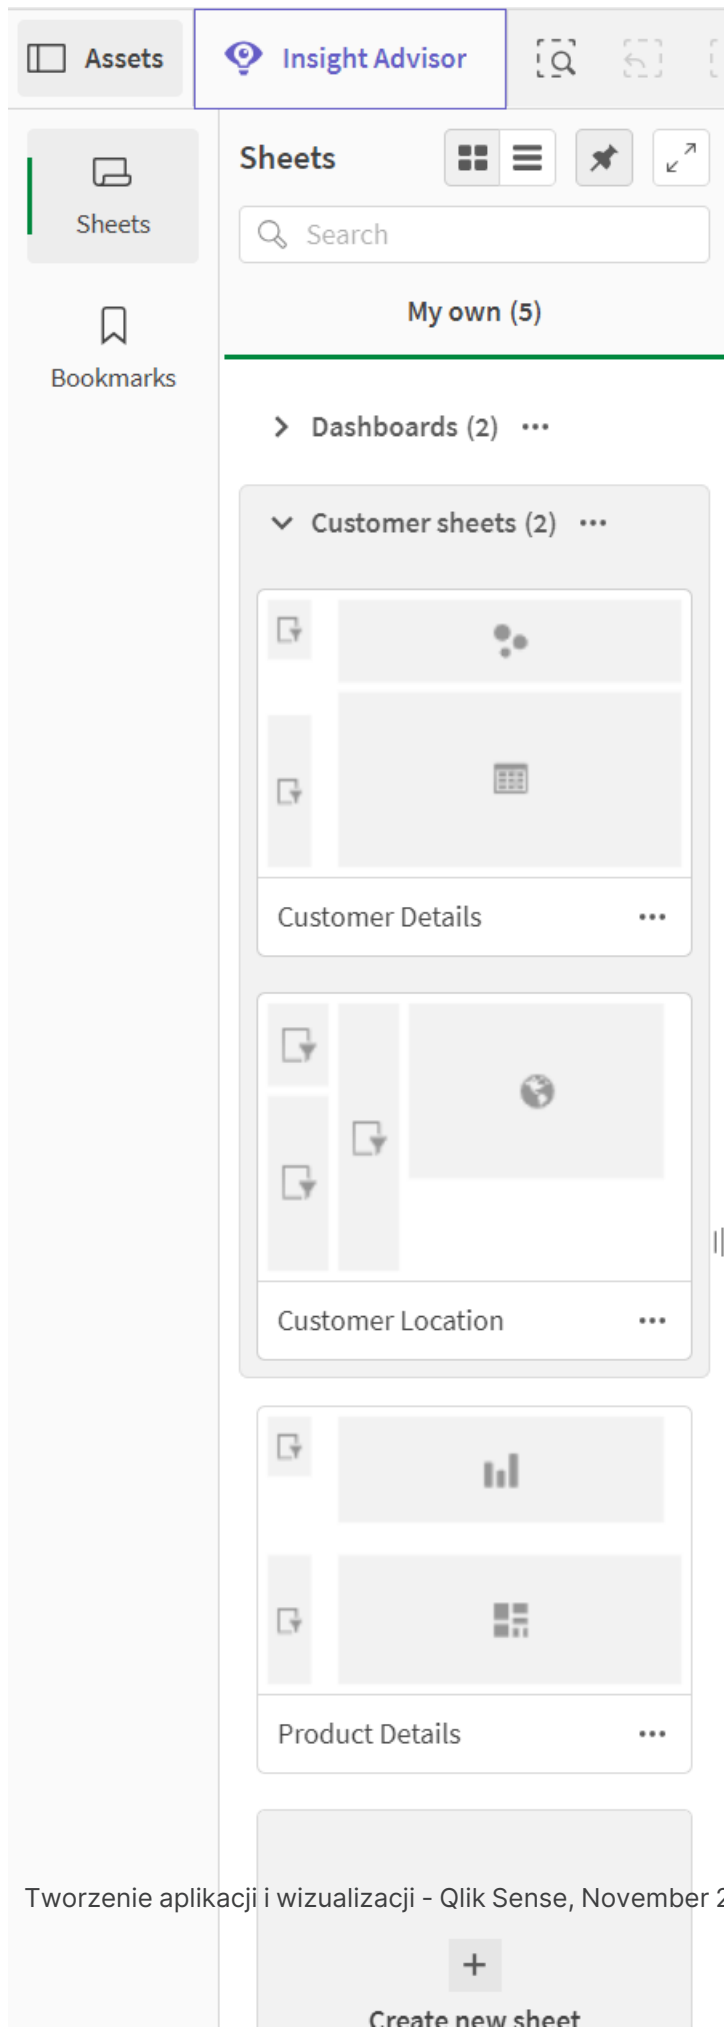 Assets
Insight Advisor
Sheets
Sheets
Search
My own (5)
Bookmarks
Dashboards (2)
Customer sheets (2)
Customer Details
Customer Location
Product Details
Tworzenie aplikacji i wizualizacji - Qlik Sense, November
Create new sheet